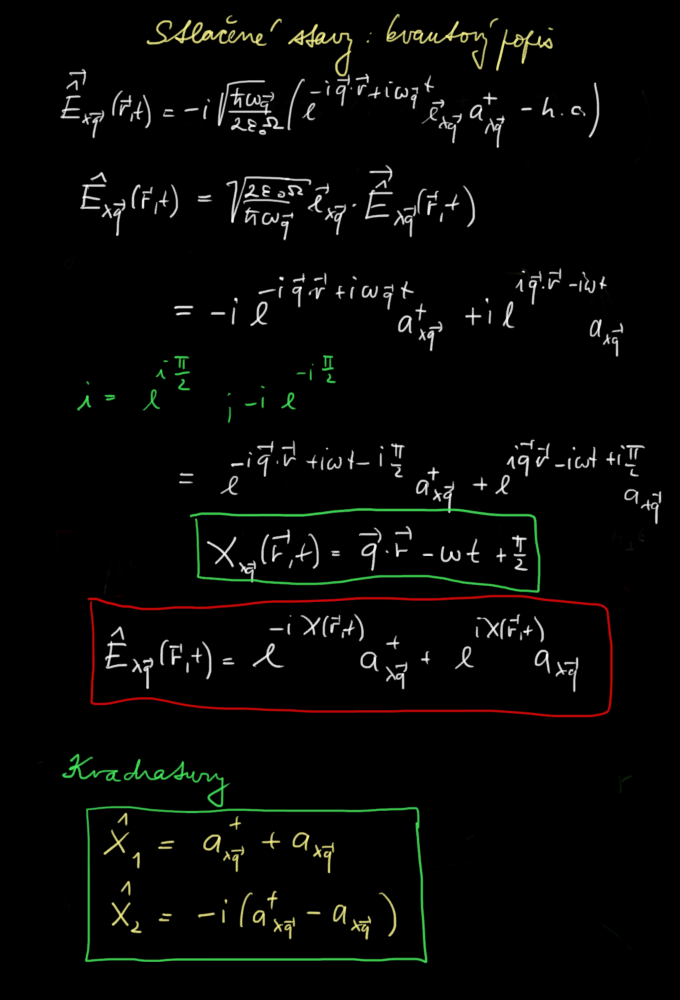 Stlačené stavy: kvantový popis
$\hat{\vec{E}}_{\lambda\vec{q}}(\vec{r},t) = -i\sqrt{\frac{\hbar\omega_{\vec{q}}}{2\varepsilon_0\Omega}}\left(e^{-i\vec{q}\cdot\vec{r}+i\omega_{\vec{q}}t}\vec{e}_{\lambda\vec{q}}a^+_{\lambda\vec{q}} - h.c.\right)$
$\hat{E}_{\lambda\vec{q}}(\vec{r},t) = \sqrt{\frac{2\varepsilon_0\Omega}{\hbar\omega_{\vec{q}}}}\vec{e}_{\lambda\vec{q}}\cdot\hat{\vec{E}}_{\lambda\vec{q}}(\vec{r},t)$
$= -i e^{-i\vec{q}\cdot\vec{r}+i\omega_{\vec{q}}t}a^+_{\lambda\vec{q}} + i e^{i\vec{q}\cdot\vec{r}-i\omega t}a_{\lambda\vec{q}}$
$i = e^{i\frac{\pi}{2}} \; ; -i \; e^{-i\frac{\pi}{2}}$
$= e^{-i\vec{q}\cdot\vec{r}+i\omega t-i\frac{\pi}{2}}a^+_{\lambda\vec{q}} + e^{i\vec{q}\vec{r}-i\omega t+i\frac{\pi}{2}}a_{\lambda\vec{q}}$
$\chi_{\lambda\vec{q}}(\vec{r},t) = \vec{q}\cdot\vec{r} - \omega t + \frac{\pi}{2}$
$\hat{E}_{\lambda\vec{q}}(\vec{r},t) = e^{-i\chi(\vec{r},t)}a^+_{\lambda\vec{q}} + e^{i\chi(\vec{r},t)}a_{\lambda\vec{q}}$
Kvadratury
$\hat{X}_1 = a^+_{\lambda\vec{q}} + a_{\lambda\vec{q}}$
$\hat{X}_2 = -i(a^+_{\lambda\vec{q}} - a_{\lambda\vec{q}})$